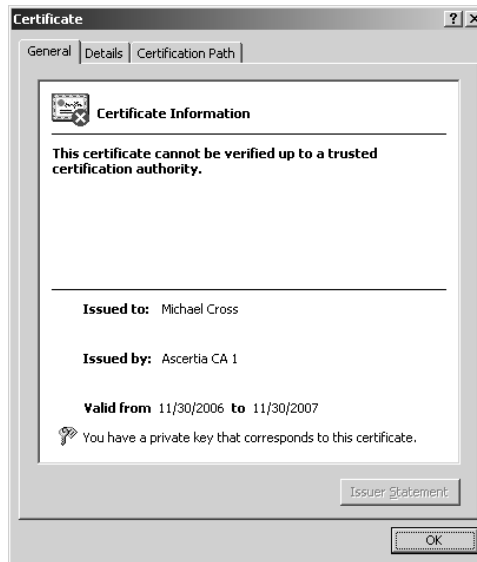 Certificate
General Details Certification Path
Certificate Information
This certificate cannot be verified up to a trusted
certification authority.
Issued to: Michael Cross
Issued by: Ascertia CA 1
Valid from 11/30/2006 to 11/30/2007
You have a private key that corresponds to this certificate.
Issuer Statement
OK